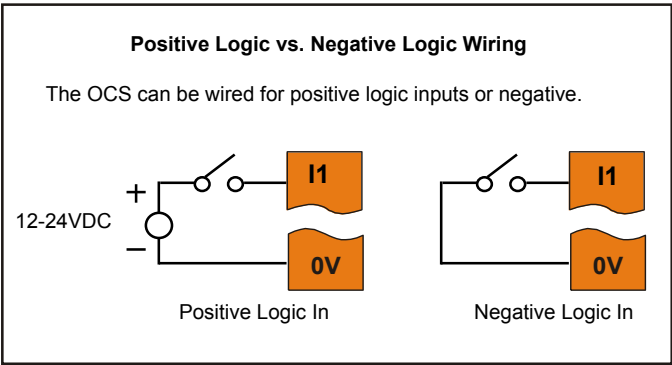 Positive Logic vs. Negative Logic Wiring
The OCS can be wired for positive logic inputs or negative.
+
12-24VDC
–
I1
0V
Positive Logic In
I1
0V
Negative Logic In